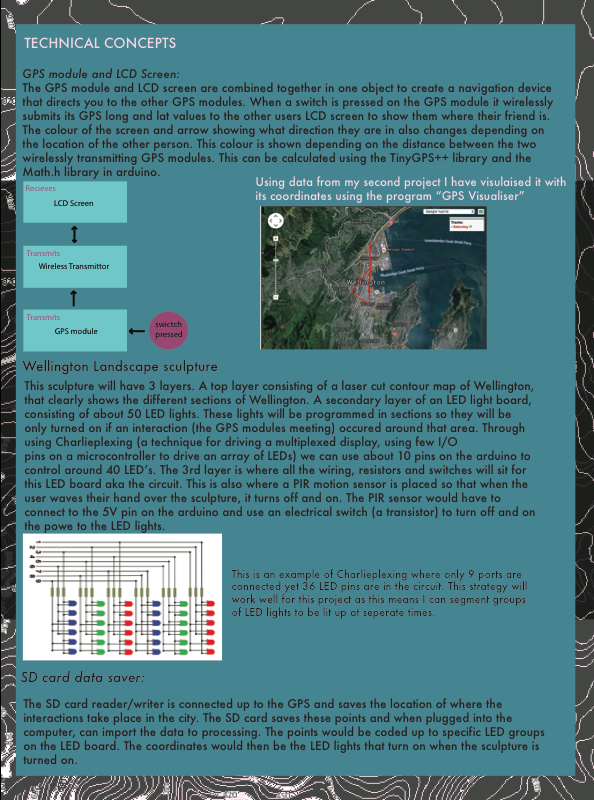 TECHNICAL CONCEPTS
GPS module and LCD Screen:
The GPS module and LCD screen are combined together in one object to create a navigation device
that directs you to the other GPS modules. When a switch is pressed on the GPS module it wirelessly
submits its GPS long and lat values to the other users LCD screen to show them where their friend is.
The colour of the screen and arrow showing what direction they are in also changes depending on
the location of the other person. This colour is shown depending on the distance between the two
wirelessly transmitting GPS modules. This can be calculated using the TinyGPS++ library and the
Math.h library in arduino.
Recieves
LCD Screen
Transmits
Wireless Transmittor
Transmits
GPS module
swictch
pressed
Using data from my second project I have visulaised it with
its coordinates using the program "GPS Visualiser"
Google hybrid
Tracks:
Saturday
Wellington
Wellington Landscape sculpture
This sculpture will have 3 layers. A top layer consisting of a laser cut contour map of Wellington,
that clearly shows the different sections of Wellington. A secondary layer of an LED light board,
consisting of about 50 LED lights. These lights will be programmed in sections so they will be
only turned on if an interaction (the GPS modules meeting) occured around that area. Through
using Charlieplexing (a technique for driving a multiplexed display, using few I/O
pins on a microcontroller to drive an array of LEDs) we can use about 10 pins on the arduino to
control around 40 LED's. The 3rd layer is where all the wiring, resistors and switches will sit for
this LED board aka the circuit. This is also where a PIR motion sensor is placed so that when the
user waves their hand over the sculpture, it turns off and on. The PIR sensor would have to
connect to the 5V pin on the arduino and use an electrical switch (a transistor) to turn off and on
the powe to the LED lights.
1
2
3
4
5
6
7
8
9
This is an example of Charlieplexing where only 9 ports are
connected yet 36 LED pins are in the circuit. This strategy will
work well for this project as this means I can segment groups
of LED lights to be lit up at seperate times.
SD card data saver:
The SD card reader/writer is connected up to the GPS and saves the location of where the
interactions take place in the city. The SD card saves these points and when plugged into the
computer, can import the data to processing. The points would be coded up to specific LED groups
on the LED board. The coordinates would then be the LED lights that turn on when the sculpture is
turned on.